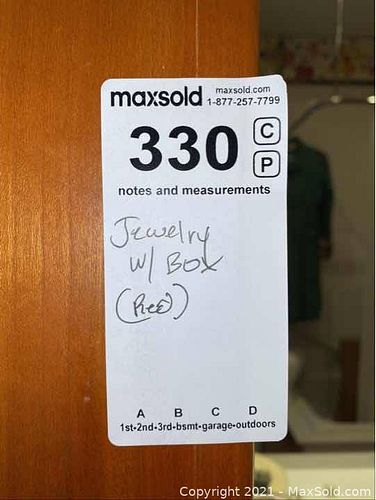 maxsold maxsold.com
1-877-257-7799
330 C
P
notes and measurements
Jewelry
W/ BOX
(Red)
A B C D
1st•2nd•3rd•bsmt•garage•outdoors
Copyright 2021 - MaxSold.com